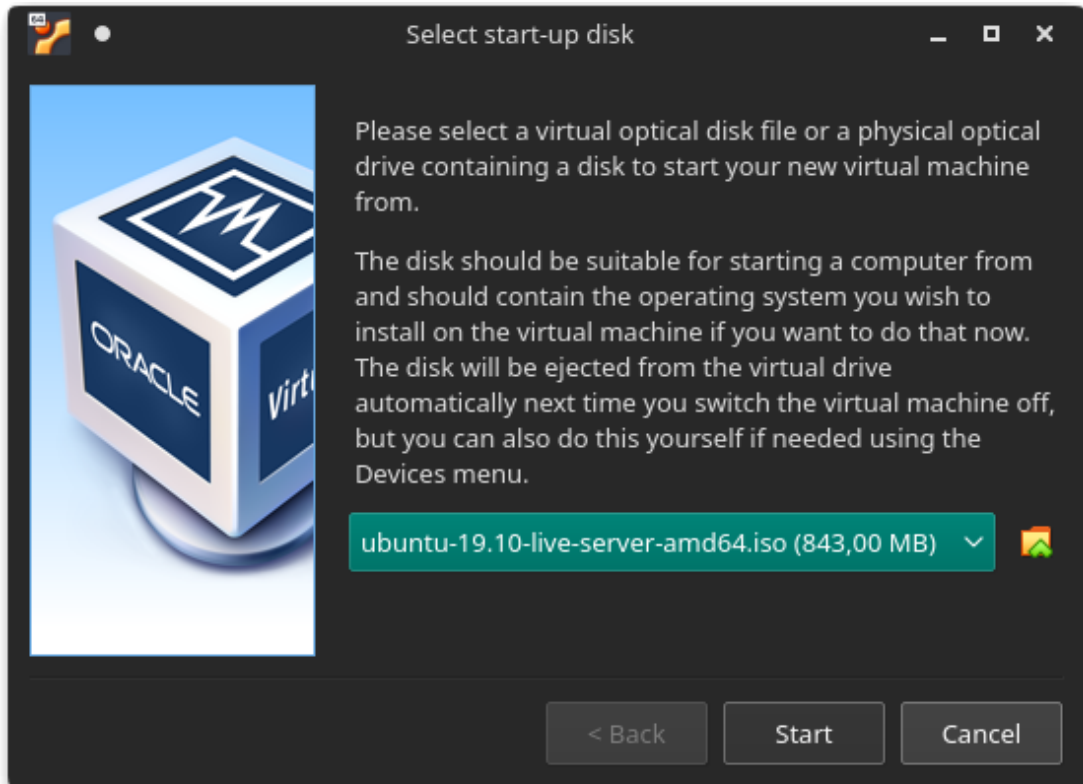 64
Select start-up disk
Please select a virtual optical disk file or a physical optical
drive containing a disk to start your new virtual machine
from.
The disk should be suitable for starting a computer from
and should contain the operating system you wish to
install on the virtual machine if you want to do that now.
The disk will be ejected from the virtual drive
automatically next time you switch the virtual machine off,
but you can also do this yourself if needed using the
Devices menu.
ORACLE
Virtu
ubuntu-19.10-live-server-amd64.iso (843,00 MB)
< Back
Start
Cancel